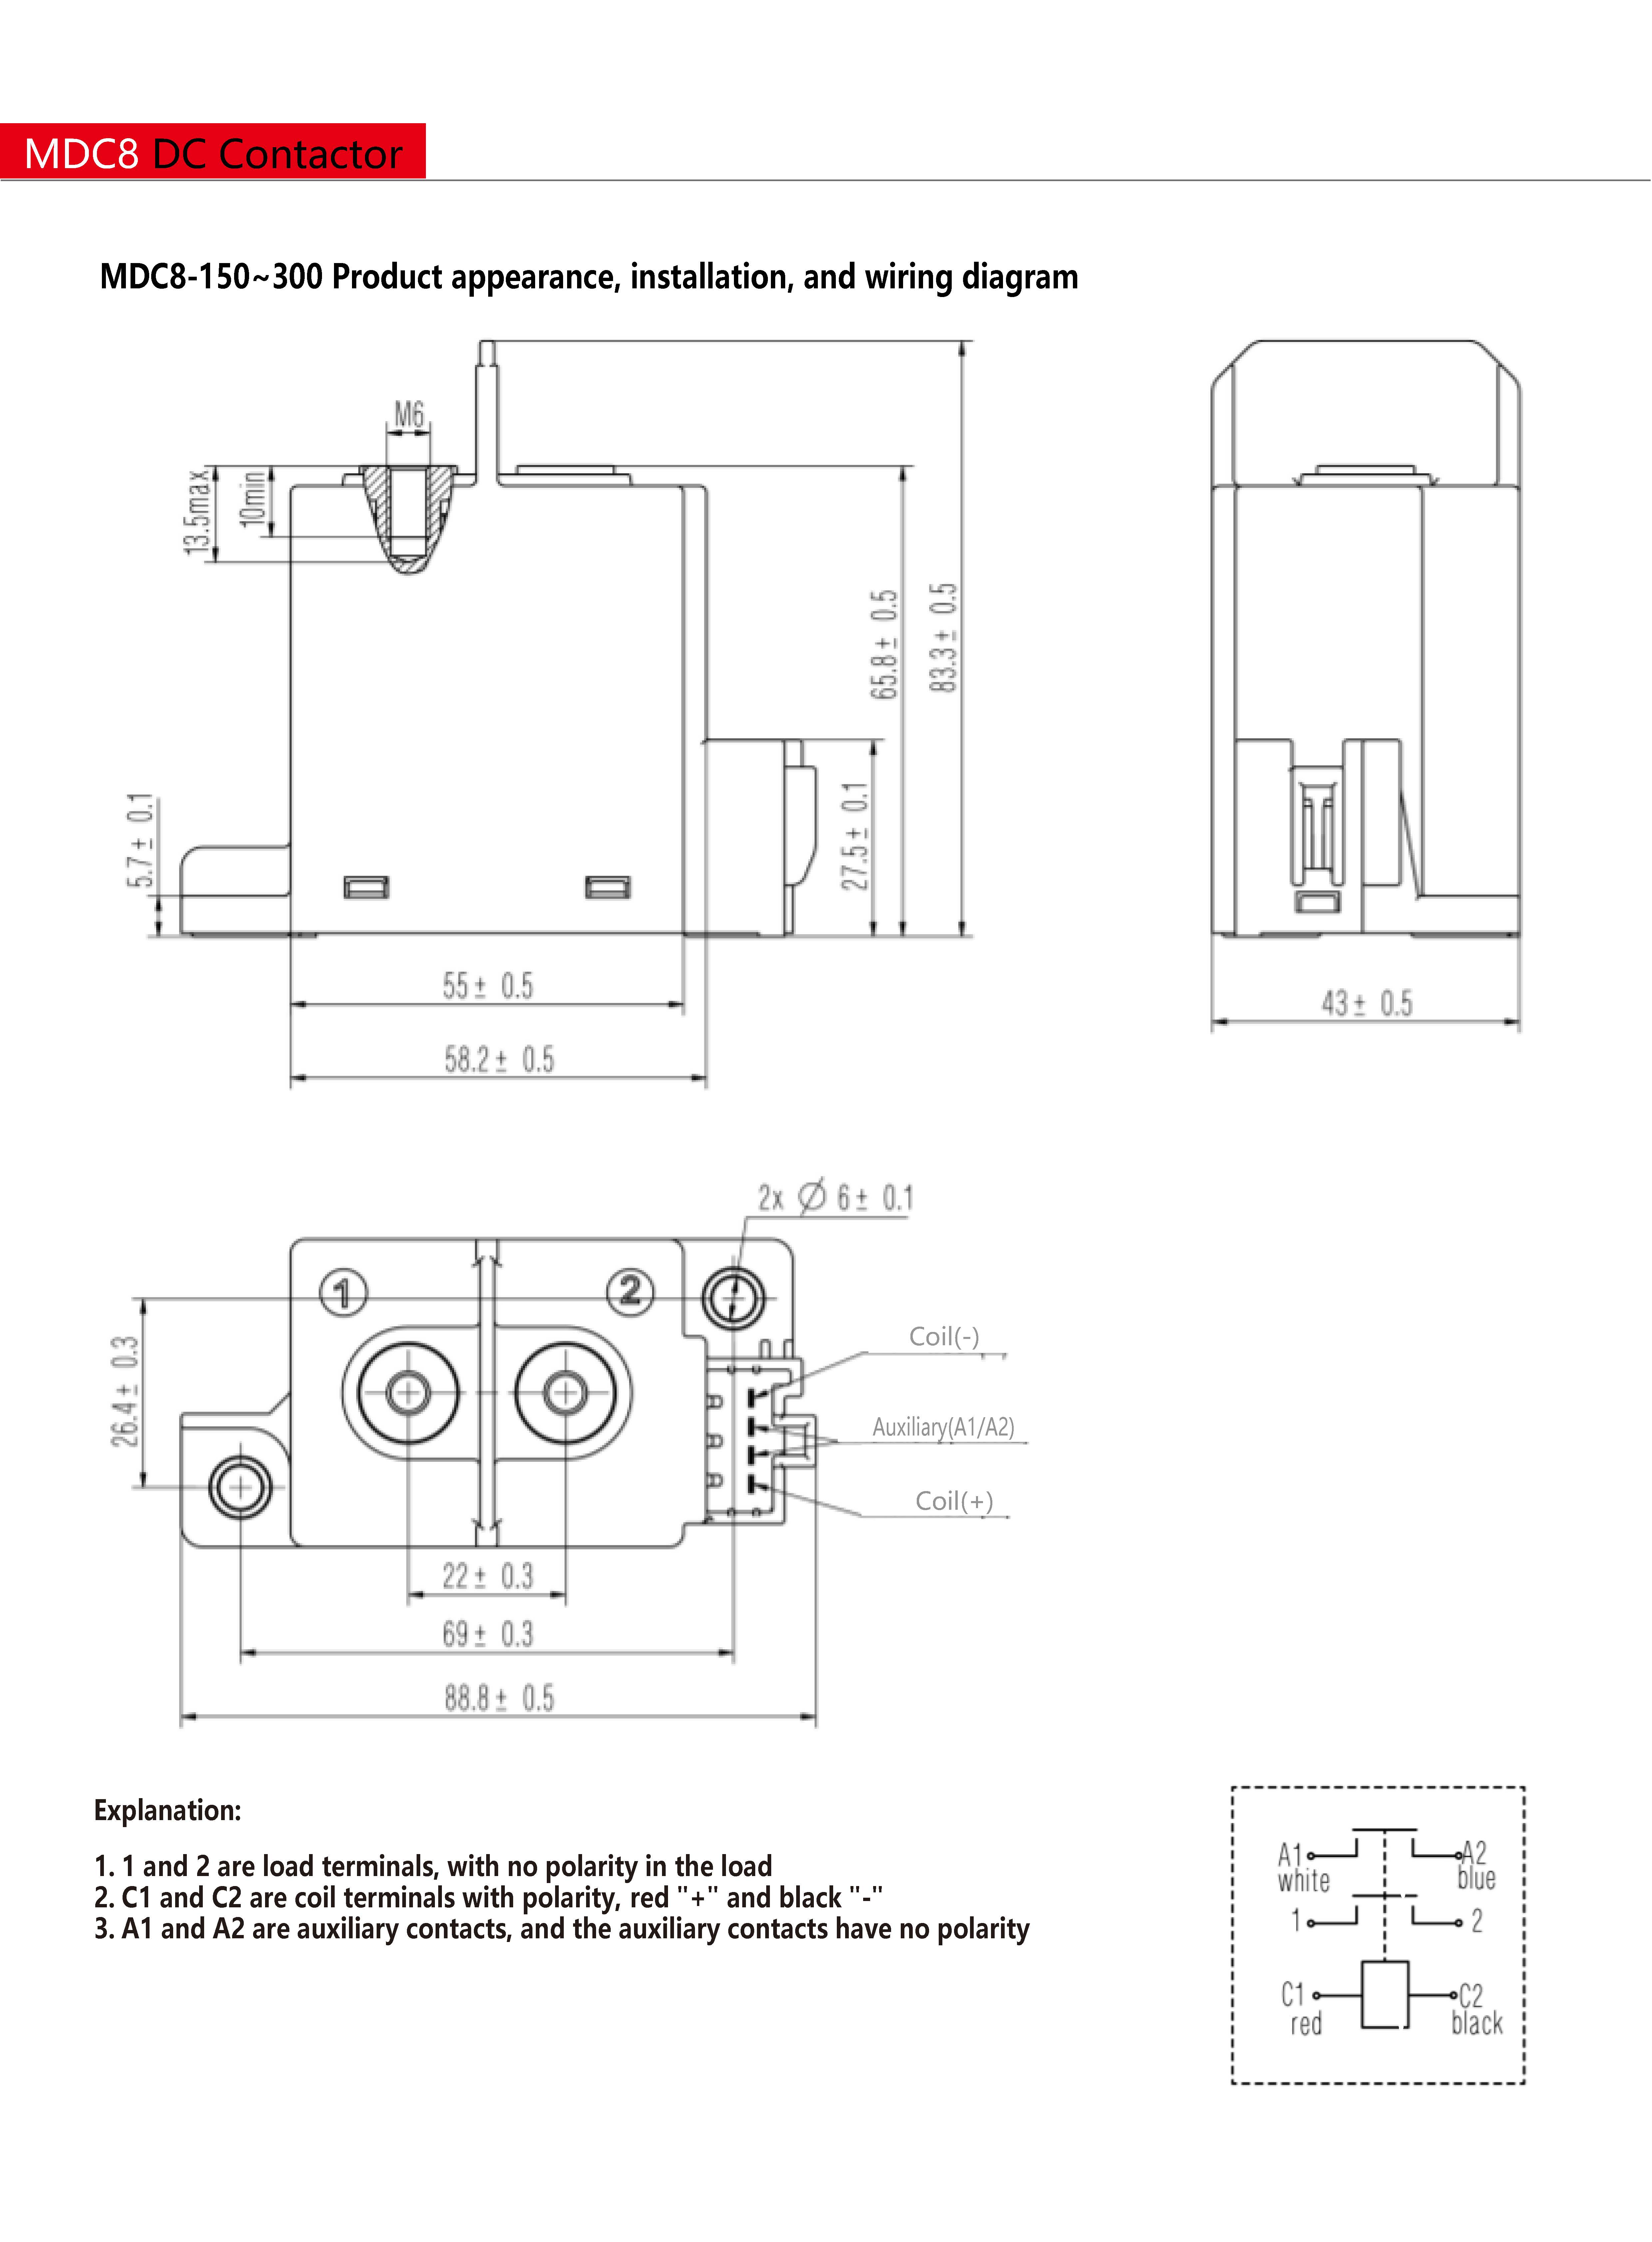 MDC8 DC Contactor
MDC8-150~300 Product appearance, installation, and wiring diagram
M6
13.5max
10min
65.8± 0.5
83.3± 0.5
5.7± 0.1
27.5± 0.1
55± 0.5
58.2± 0.5
43± 0.5
2x Ø 6± 0.1
1
2
26.4± 0.3
Coil(-)
Auxiliary(A1/A2)
Coil(+)
22± 0.3
69± 0.3
88.8± 0.5
Explanation:
1. 1 and 2 are load terminals, with no polarity in the load
2. C1 and C2 are coil terminals with polarity, red "+" and black "-"
3. A1 and A2 are auxiliary contacts, and the auxiliary contacts have no polarity
A1 A2
white blue
1 2
C1 C2
red black